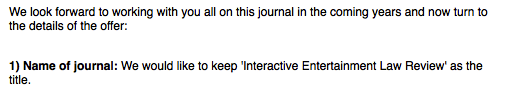 We look forward to working with you all on this journal in the coming years and now turn to
the details of the offer:
1) Name of journal: We would like to keep 'Interactive Entertainment Law Review' as the
title.